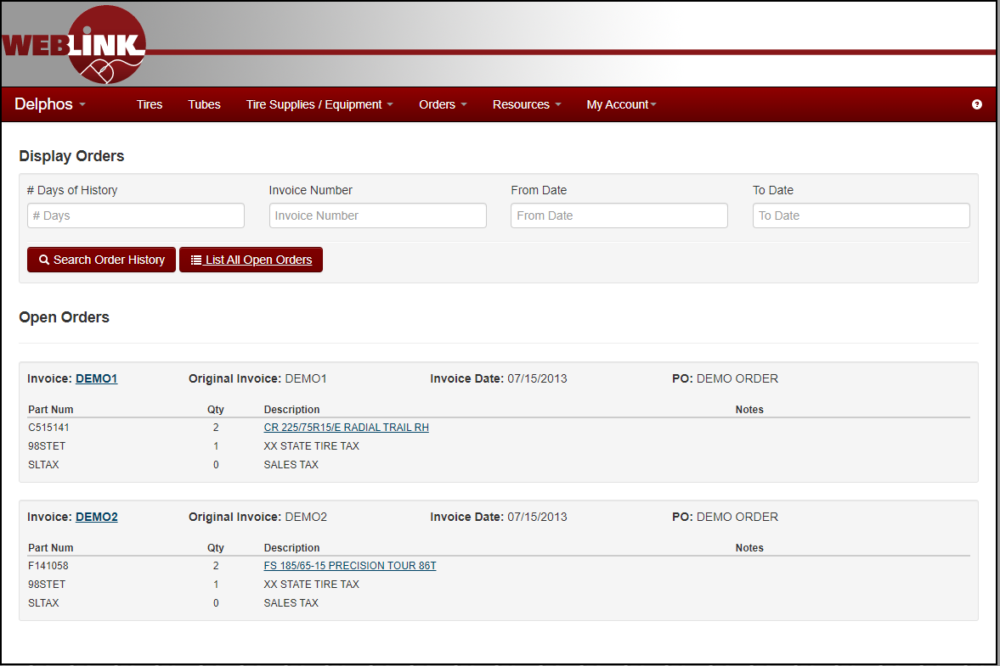 WEBLINK
Delphos Tires Tubes Tire Supplies / Equipment Orders Resources My Account ?
Display Orders
# Days of History Invoice Number From Date To Date
# Days Invoice Number From Date To Date
Search Order History List All Open Orders
Open Orders
Invoice: DEMO1 Original Invoice: DEMO1 Invoice Date: 07/15/2013 PO: DEMO ORDER
Part Num Qty Description Notes
C515141 2 CR 225/75R15/E RADIAL TRAIL RH
98STET 1 XX STATE TIRE TAX
SLTAX 0 SALES TAX
Invoice: DEMO2 Original Invoice: DEMO2 Invoice Date: 07/15/2013 PO: DEMO ORDER
Part Num Qty Description Notes
F141058 2 FS 185/65-15 PRECISION TOUR 86T
98STET 1 XX STATE TIRE TAX
SLTAX 0 SALES TAX